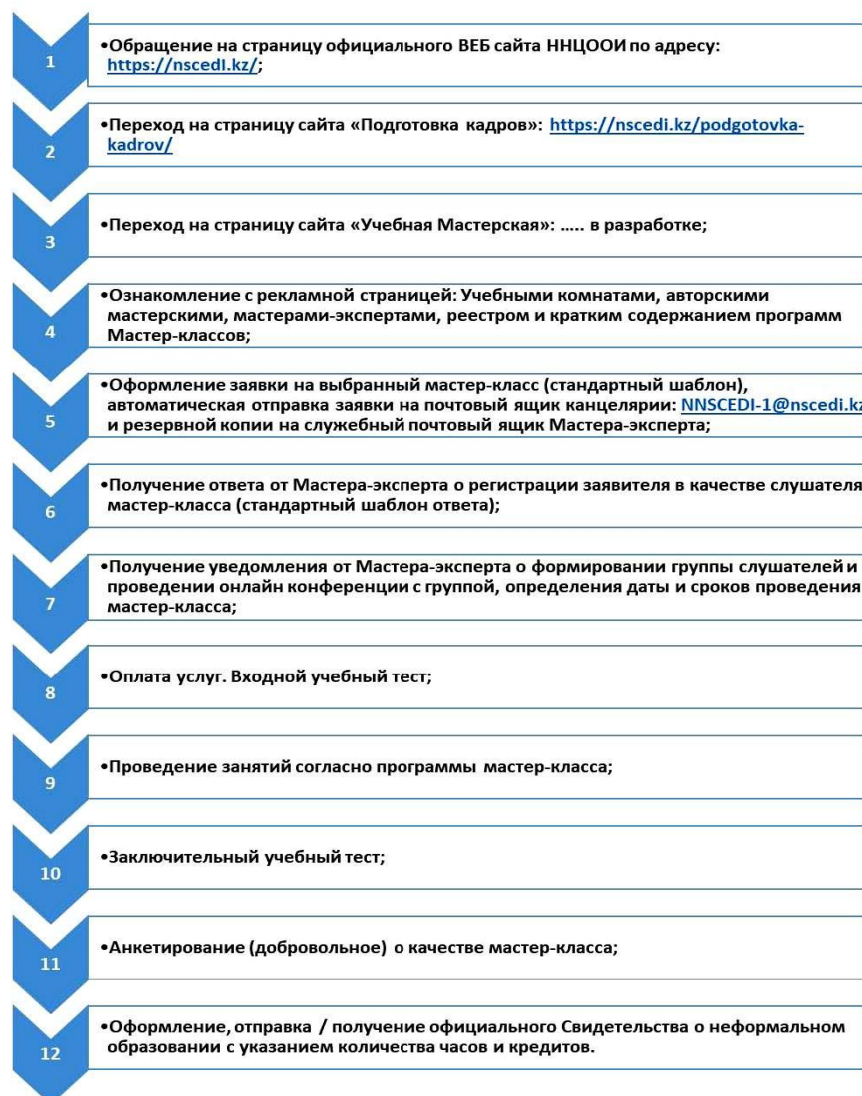 1
•Обращение на страницу официального ВЕБ сайта ННЦООИ по адресу:
https://nscedI.kz/;
2
•Переход на страницу сайта «Подготовка кадров»: https://nscedi.kz/podgotovka-
kadrov/
3
•Переход на страницу сайта «Учебная Мастерская»: ..... в разработке;
4
•Ознакомление с рекламной страницей: Учебными комнатами, авторскими
мастерскими, мастерами-экспертами, реестром и кратким содержанием программ
Мастер-классов;
5
•Оформление заявки на выбранный мастер-класс (стандартный шаблон),
автоматическая отправка заявки на почтовый ящик канцелярии: NNSCEDI-1@nscedi.kz
и резервной копии на служебный почтовый ящик Мастера-эксперта;
6
•Получение ответа от Мастера-эксперта о регистрации заявителя в качестве слушателя
мастер-класса (стандартный шаблон ответа);
7
•Получение уведомления от Мастера-эксперта о формировании группы слушателей и
проведении онлайн конференции с группой, определения даты и сроков проведения
мастер-класса;
8
•Оплата услуг. Входной учебный тест;
9
•Проведение занятий согласно программы мастер-класса;
10
•Заключительный учебный тест;
11
•Анкетирование (добровольное) о качестве мастер-класса;
12
•Оформление, отправка / получение официального Свидетельства о неформальном
образовании с указанием количества часов и кредитов.